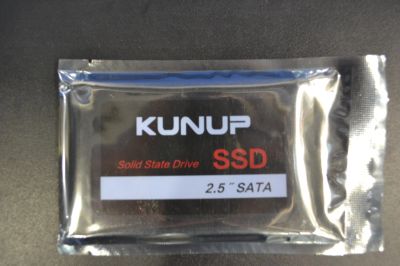 KUNUP
Solid State Drive SSD
2.5" SATA